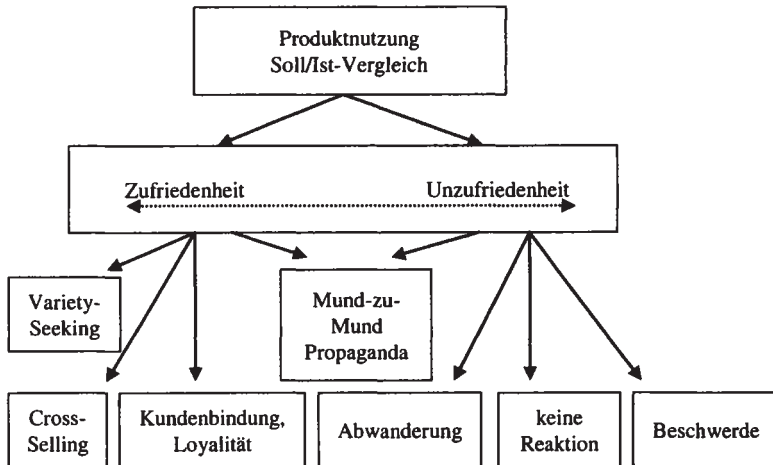 Produktnutzung
Soll/Ist-Vergleich
Zufriedenheit
Unzufriedenheit
Variety-
Seeking
Mund-zu-
Mund
Propaganda
Cross-
Selling
Kundenbindung,
Loyalität
Abwanderung
keine
Reaktion
Beschwerde